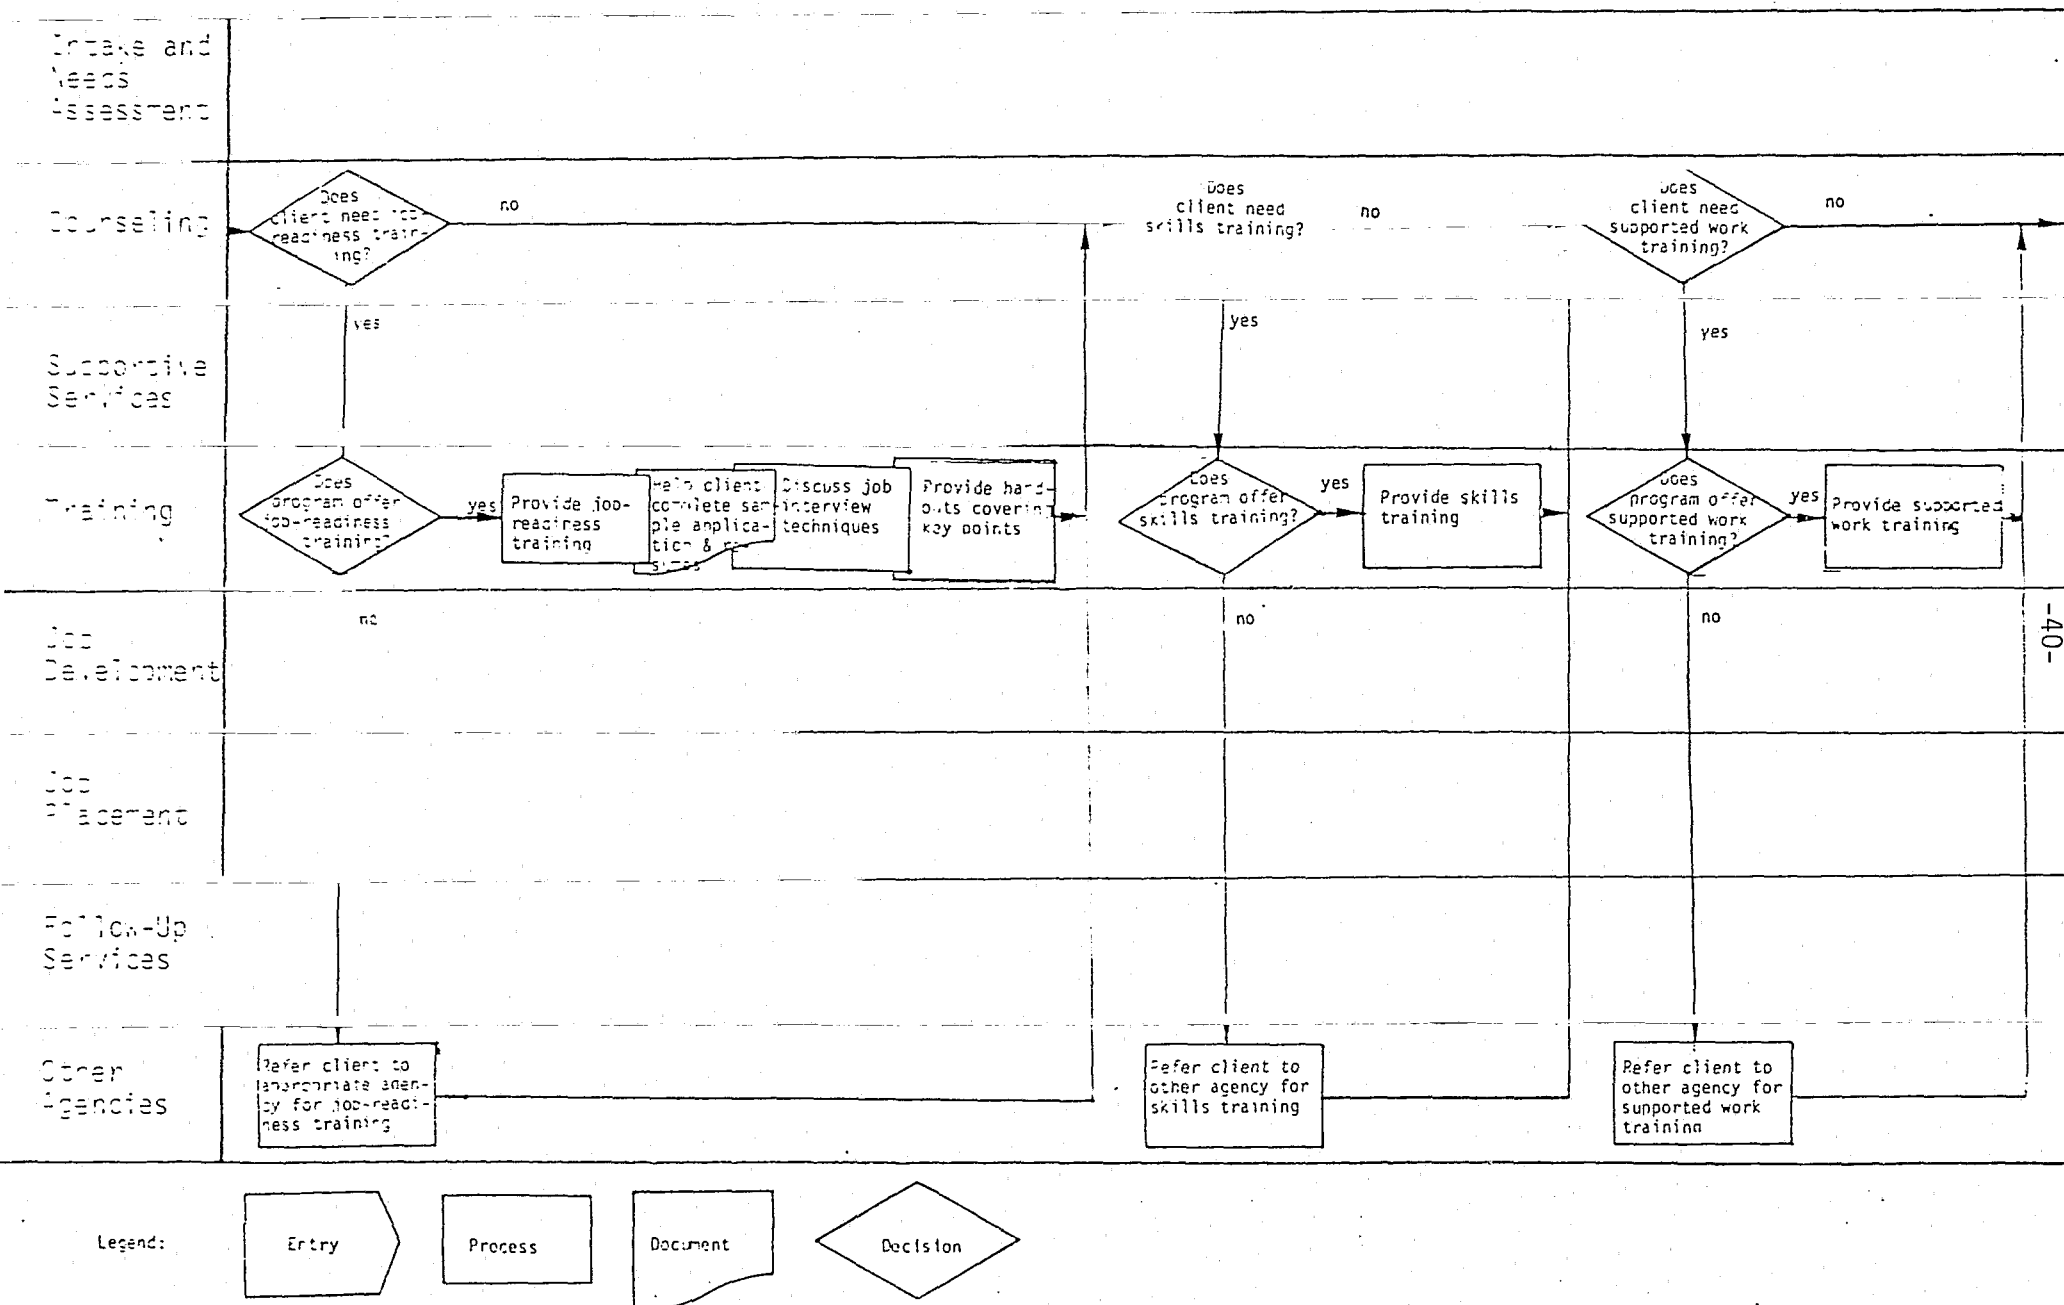 Intake and
Needs
Assessment
Counseling
Does
client need job-
readiness train-
ing?
no
Does
client need
skills training?
no
Does
client need
supported work
training?
no
yes
yes
yes
Supportive
Services
Training
Does
program offer
job-readiness
training?
yes
Provide job-
readiness
training
Help client
complete sam-
ple applica-
tion & re-
sumes
Discuss job
interview
techniques
Provide hand-
outs covering
key points
Does
program offer
skills training?
yes
Provide skills
training
Does
program offer
supported work
training?
yes
Provide supported
work training
no
no
no
Job
Development
-40-
Job
Placement
Follow-Up
Services
Other
Agencies
Refer client to
appropriate agen-
cy for job-readi-
ness training
Refer client to
other agency for
skills training
Refer client to
other agency for
supported work
training
Legend:
Entry
Process
Document
Decision